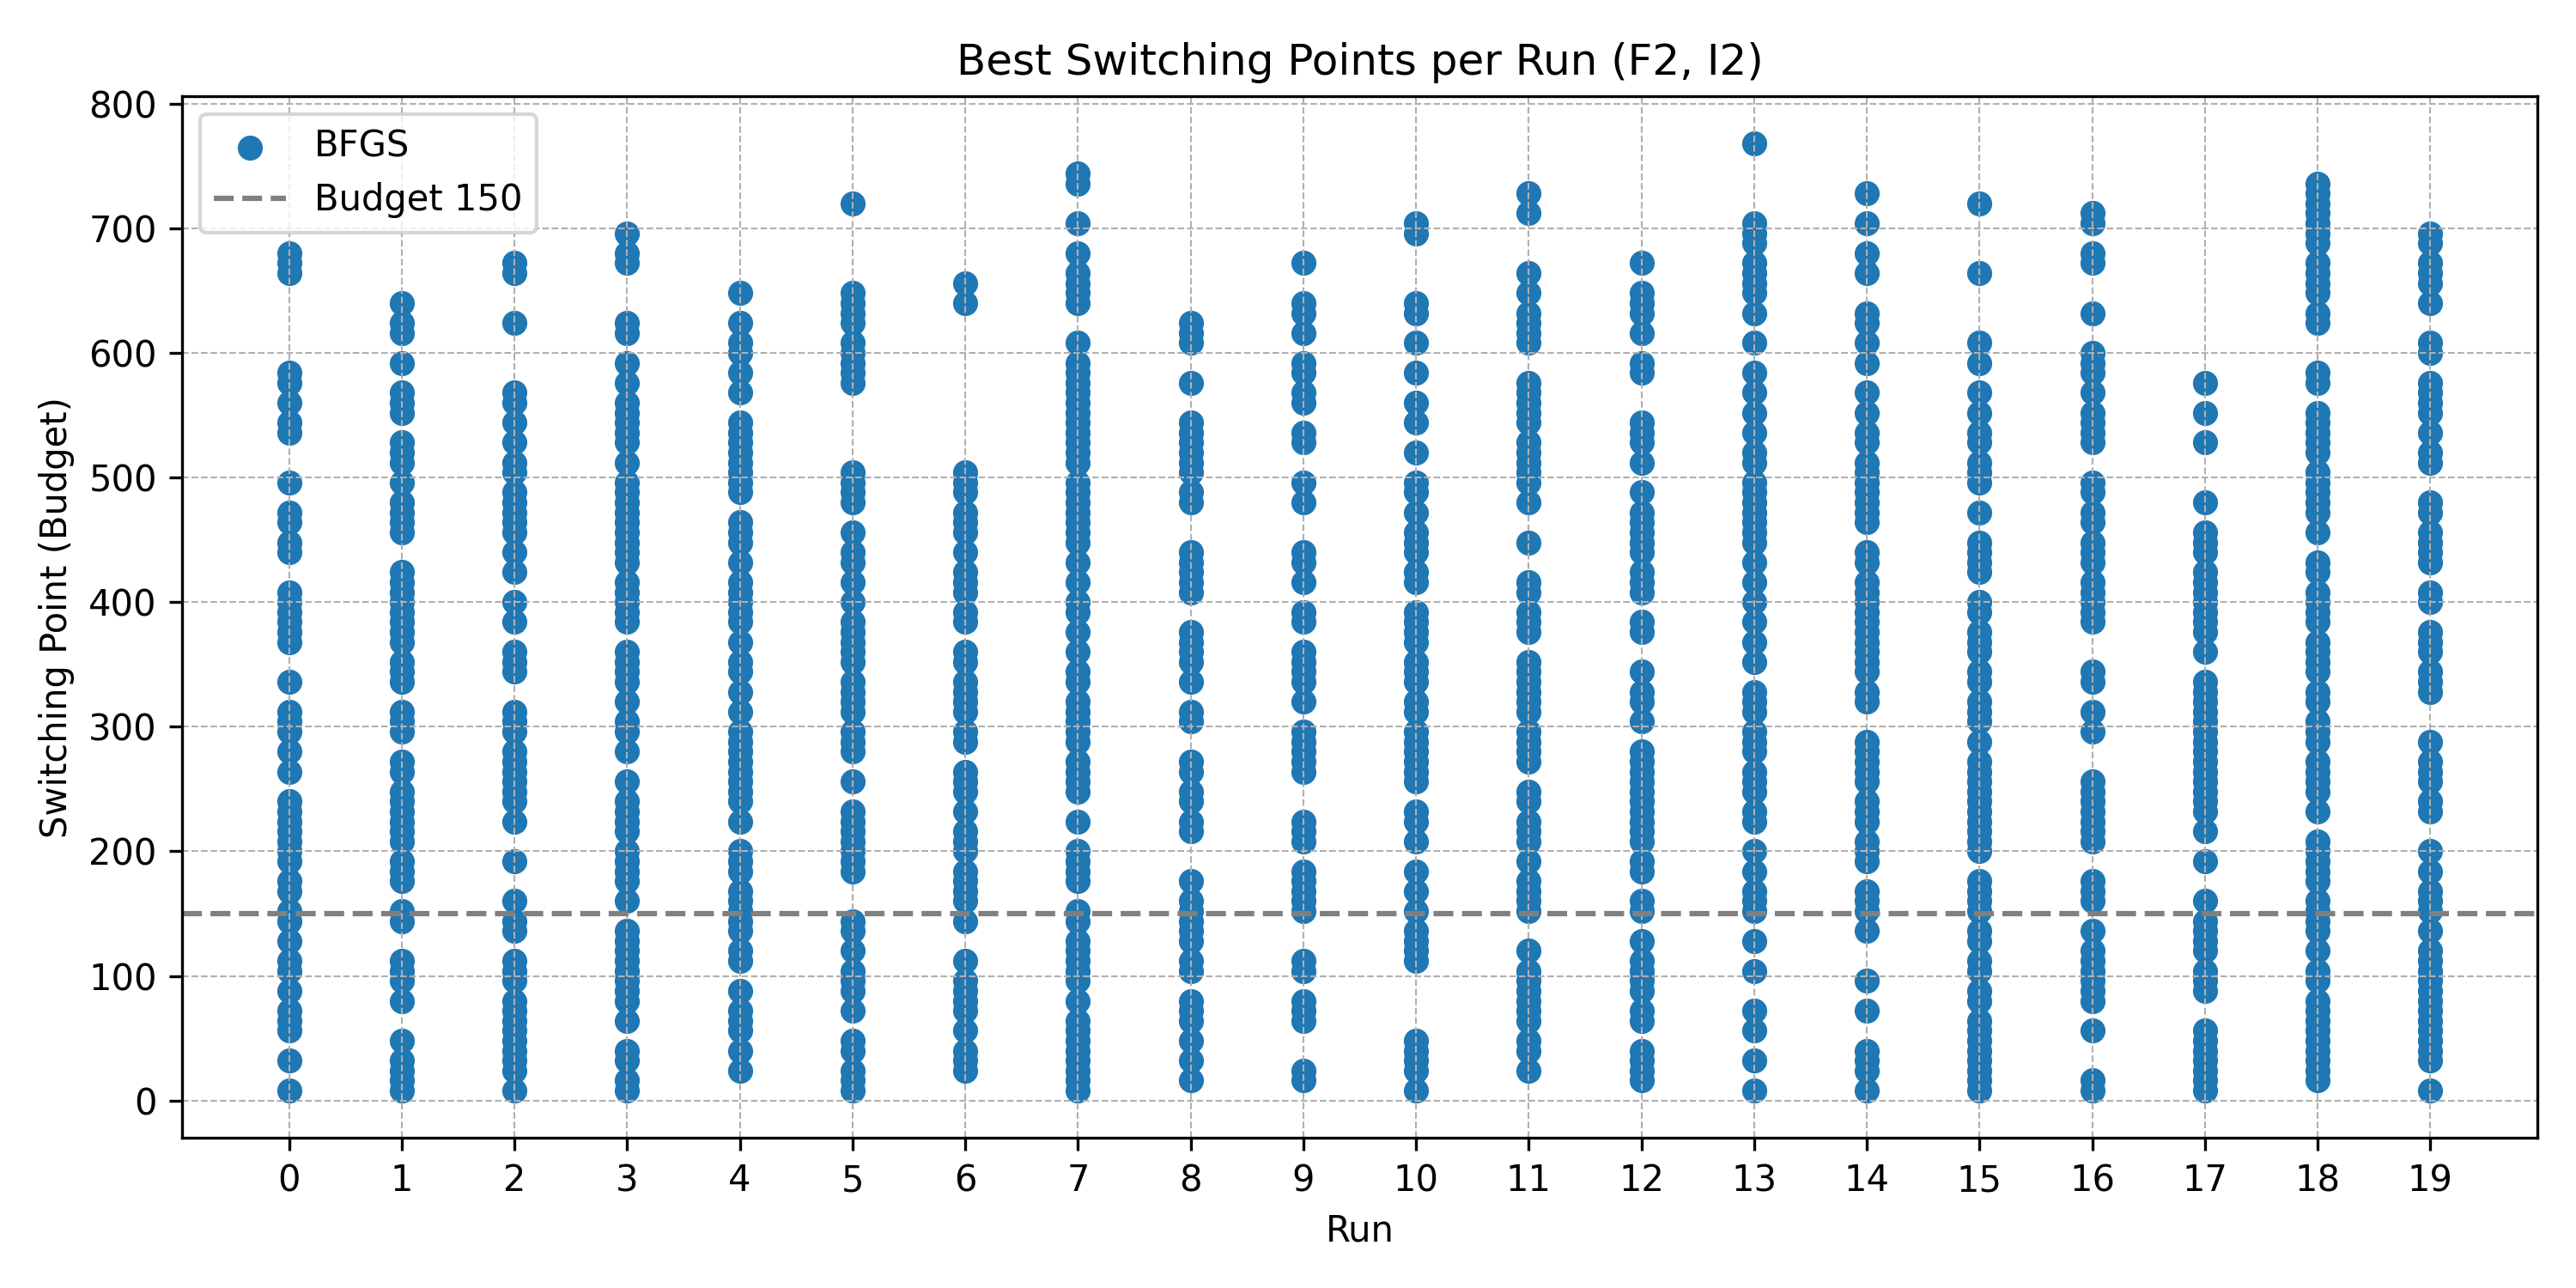 Best Switching Points per Run (F2, I2)
BFGS
Budget 150
Switching Point (Budget)
800
700
600
500
400
300
200
100
0
0 1 2 3 4 5 6 7 8 9 10 11 12 13 14 15 16 17 18 19
Run